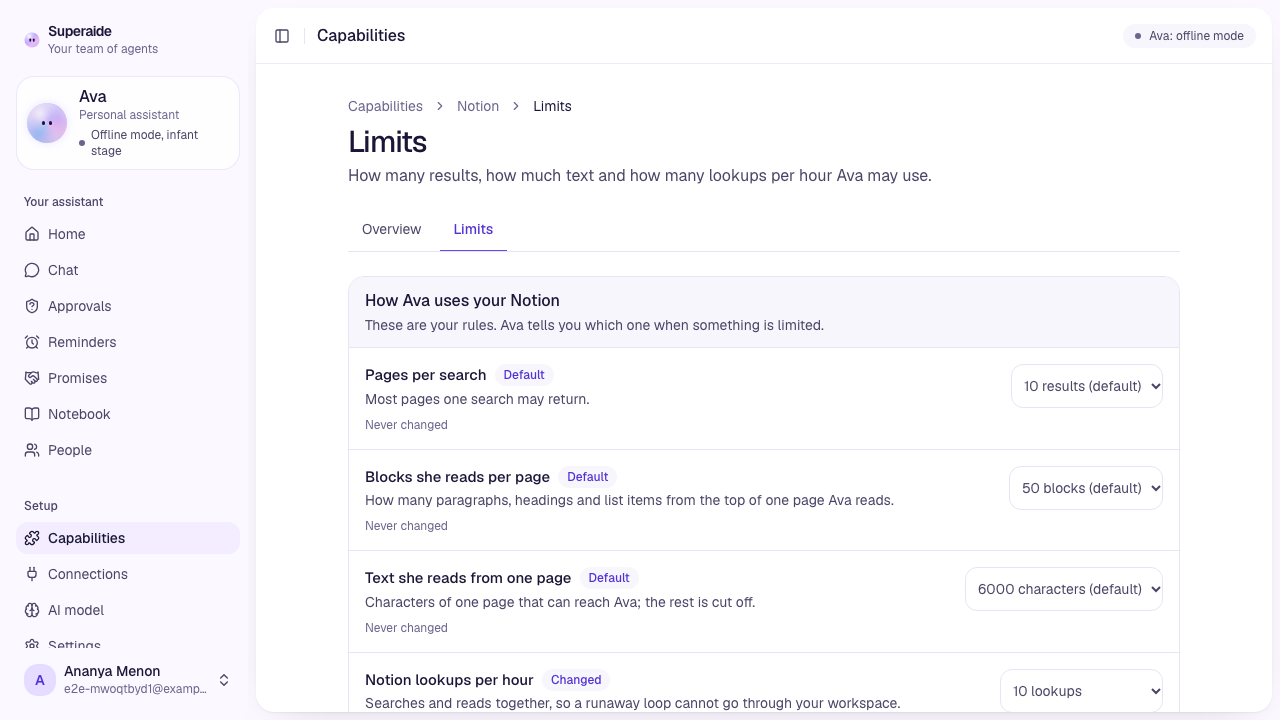 Superaide
Your team of agents
Ava
Personal assistant
Offline mode, infant
stage
Your assistant
Home
Chat
Approvals
Reminders
Promises
Notebook
People
Setup
Capabilities
Connections
AI model
Settings
A
Ananya Menon
e2e-mwoqtbyd1@examp...
Capabilities
Ava: offline mode
Capabilities > Notion > Limits
Limits
How many results, how much text and how many lookups per hour Ava may use.
Overview Limits
How Ava uses your Notion
These are your rules. Ava tells you which one when something is limited.
Pages per search Default
10 results (default)
Most pages one search may return.
Never changed
Blocks she reads per page Default
50 blocks (default)
How many paragraphs, headings and list items from the top of one page Ava reads.
Never changed
Text she reads from one page Default
6000 characters (default)
Characters of one page that can reach Ava; the rest is cut off.
Never changed
Notion lookups per hour Changed
10 lookups
Searches and reads together, so a runaway loop cannot go through your workspace.